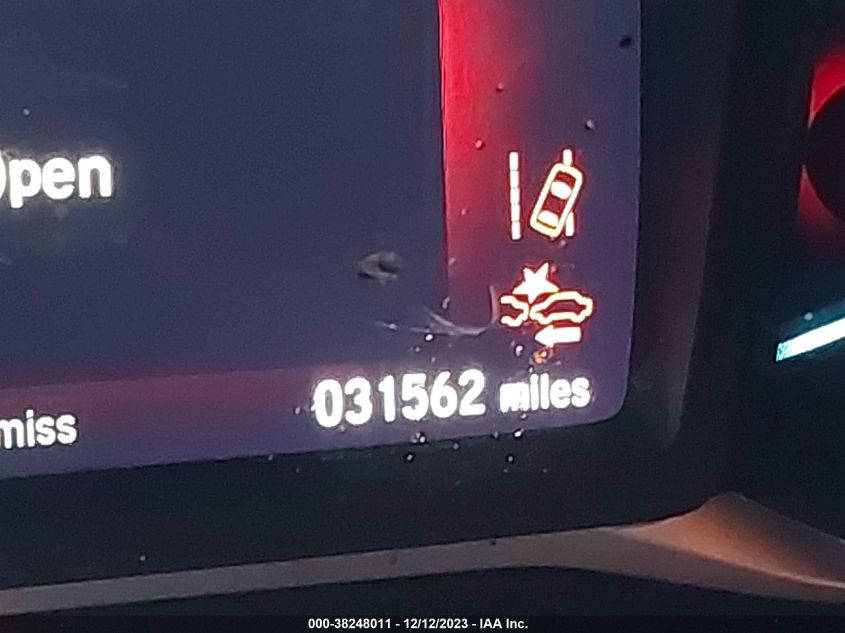 Open
031562 miles
miss
000-38248011 - 12/12/2023 - IAA Inc.